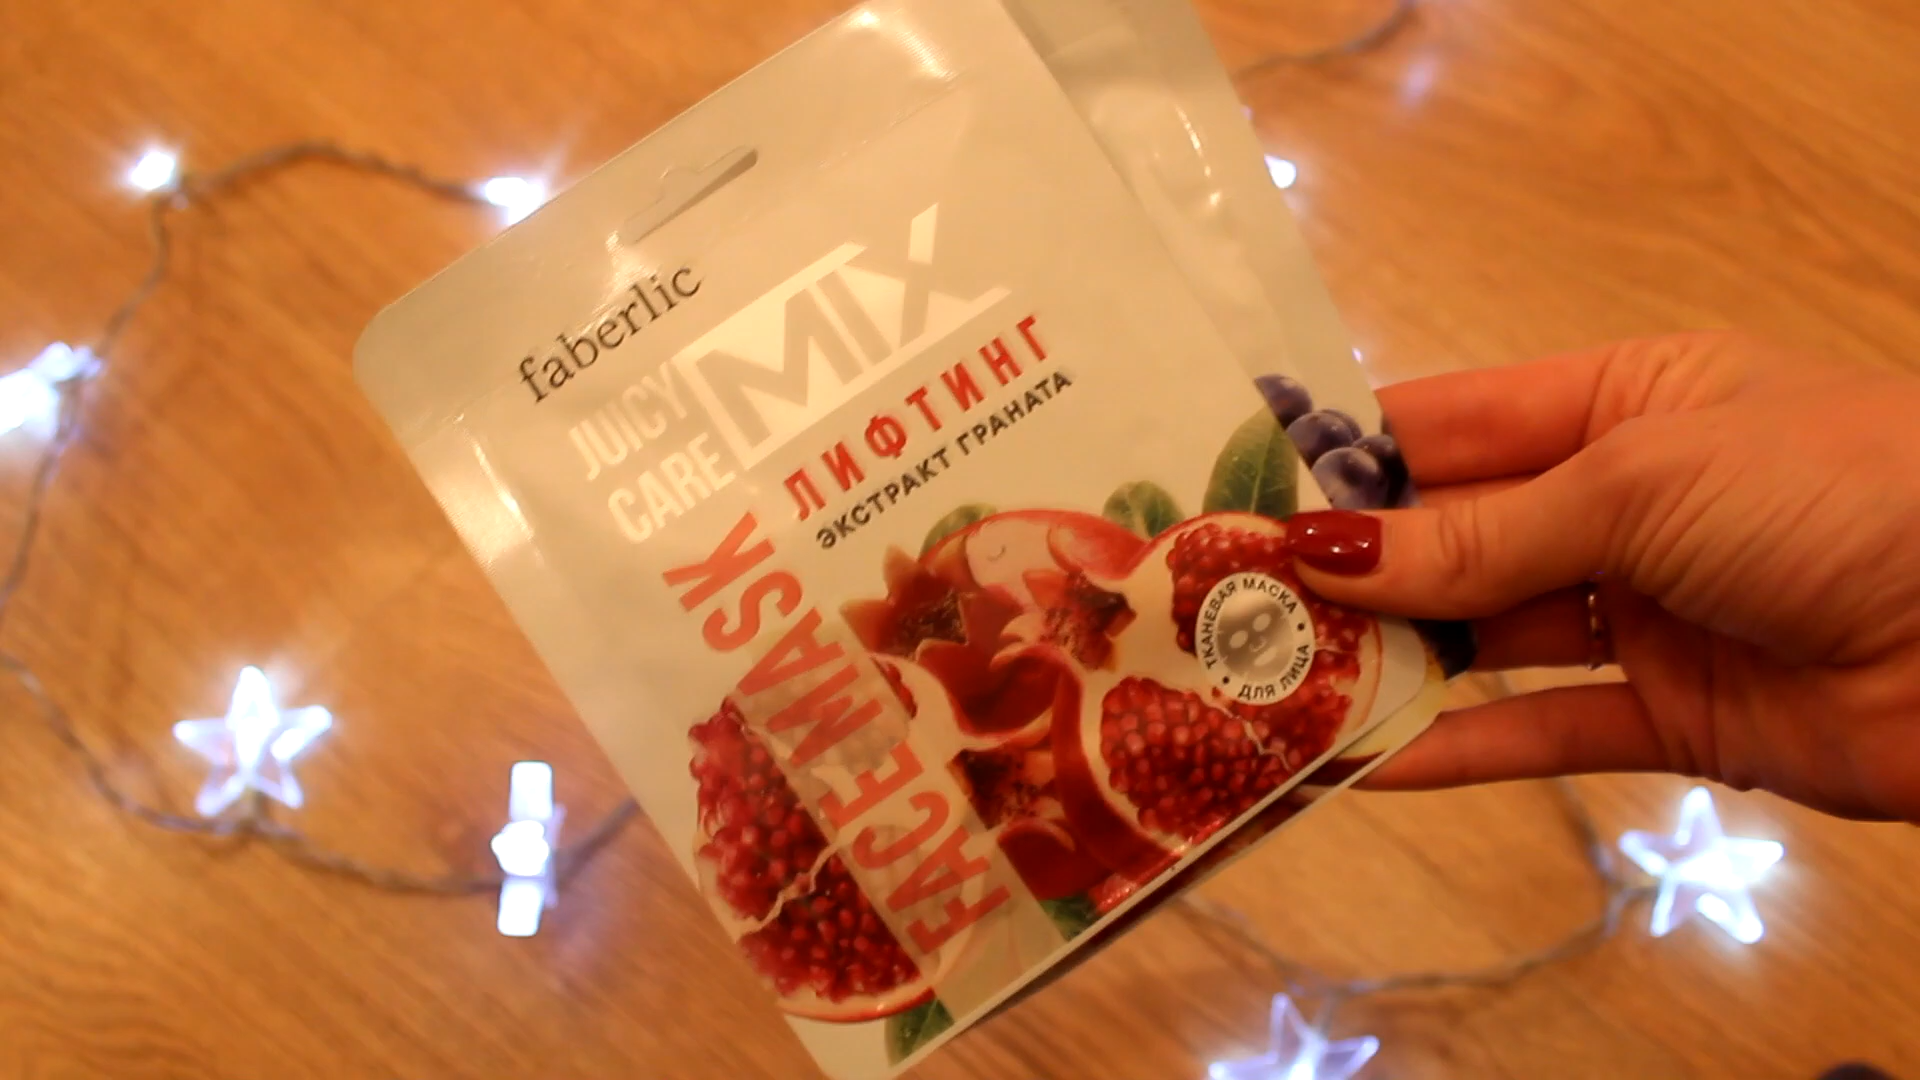 faberlic
JUICY
CARE
MIX
ЛИФТИНГ
ЭКСТРАКТ ГРАНАТА
FACE MASK
ТКАНЕВАЯ МАСКА
ДЛЯ ЛИЦА